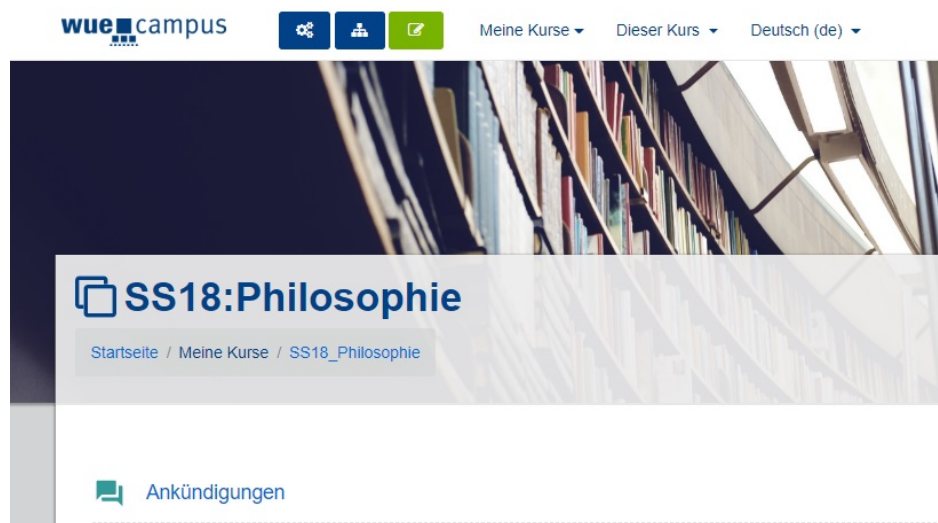 wue campus Meine Kurse Dieser Kurs Deutsch (de)
SS18:Philosophie
Startseite / Meine Kurse / SS18_Philosophie
Ankündigungen